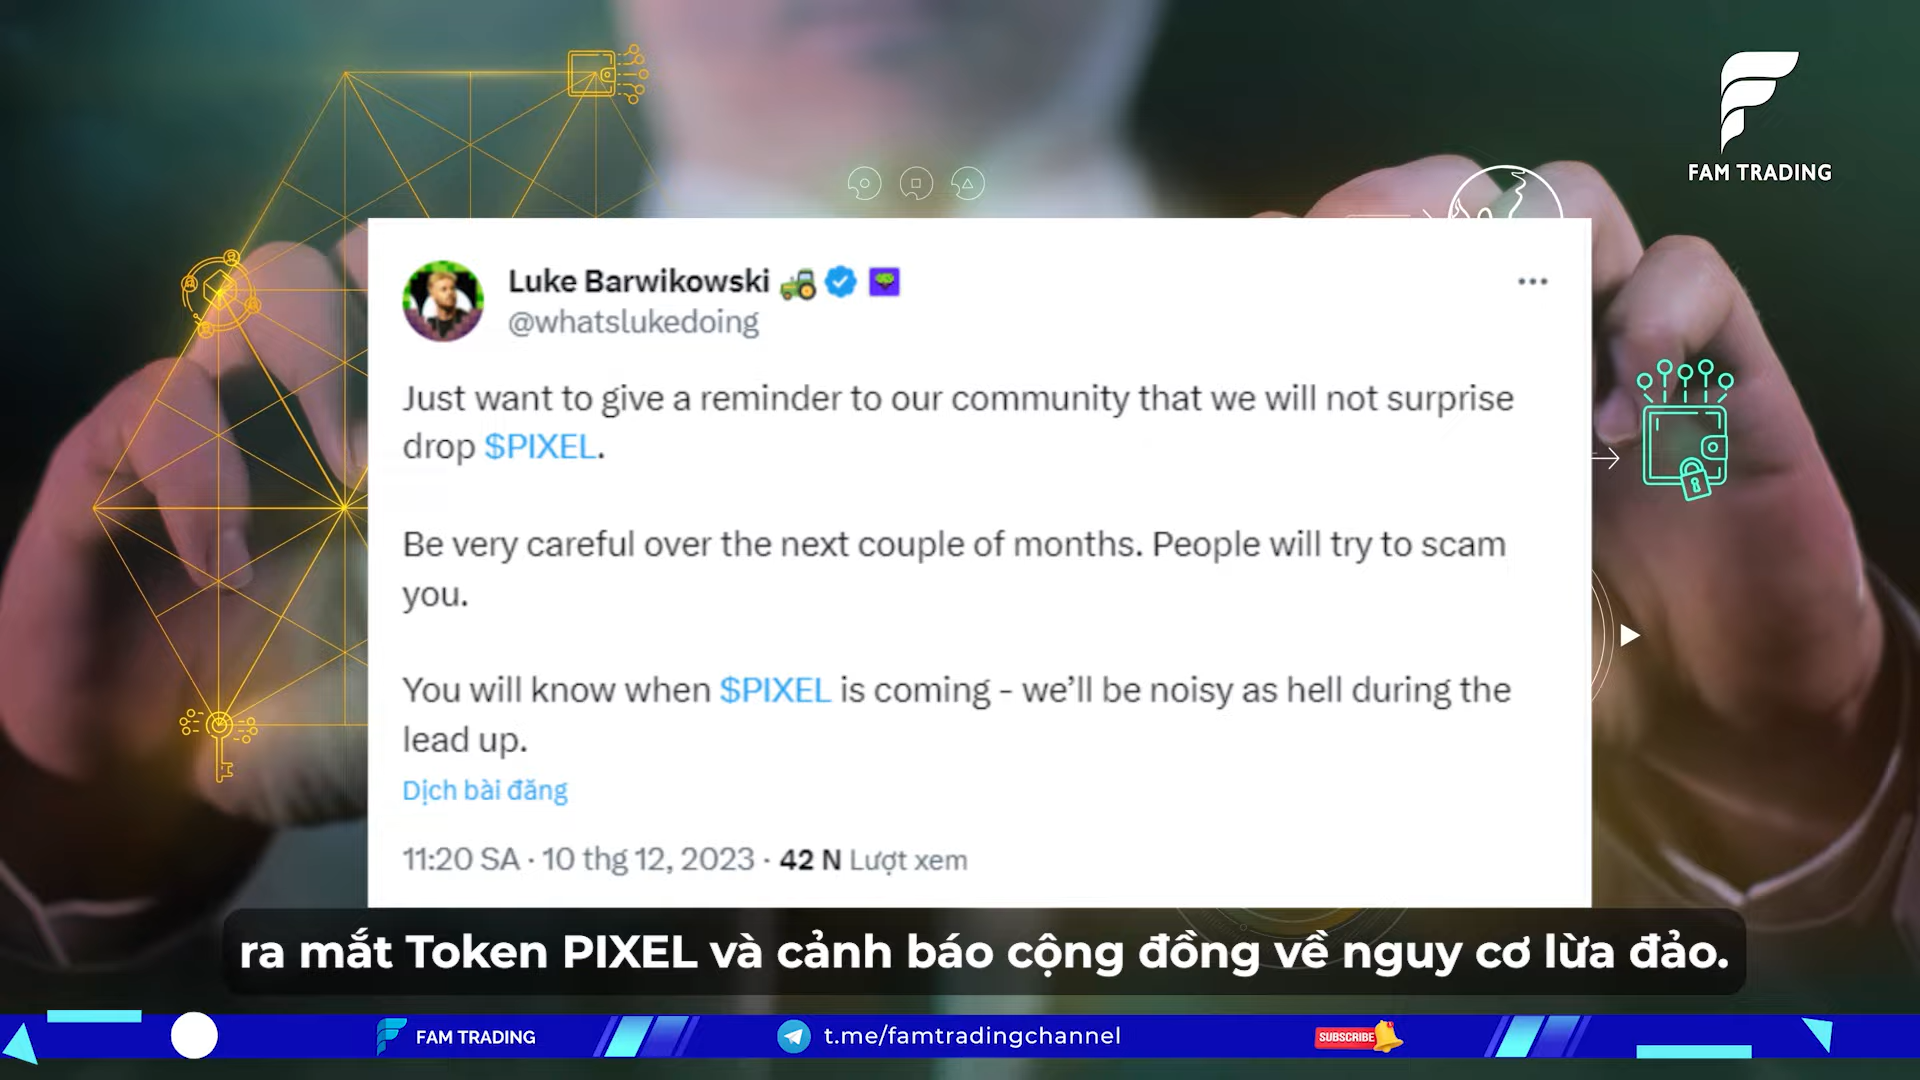 FAM TRADING
Luke Barwikowski
@whatslukedoing
Just want to give a reminder to our community that we will not surprise
drop $PIXEL.
Be very careful over the next couple of months. People will try to scam
you.
You will know when $PIXEL is coming - we’ll be noisy as hell during the
lead up.
Dịch bài đăng
11:20 SA · 10 thg 12, 2023 · 42 N Lượt xem
ra mắt Token PIXEL và cảnh báo cộng đồng về nguy cơ lừa đảo.
FAM TRADING
t.me/famtradingchannel
SUBSCRIBE